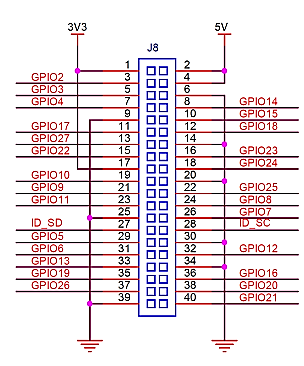 3V3 5V
J8
1 2
GPIO2 3 4
GPIO3 5 6
GPIO4 7 8 GPIO14
9 10 GPIO15
GPIO17 11 12 GPIO18
GPIO27 13 14
GPIO22 15 16 GPIO23
17 18 GPIO24
GPIO10 19 20
GPIO9 21 22 GPIO25
GPIO11 23 24 GPIO8
25 26 GPIO7
ID_SD 27 28 ID_SC
GPIO5 29 30
GPIO6 31 32 GPIO12
GPIO13 33 34
GPIO19 35 36 GPIO16
GPIO26 37 38 GPIO20
39 40 GPIO21